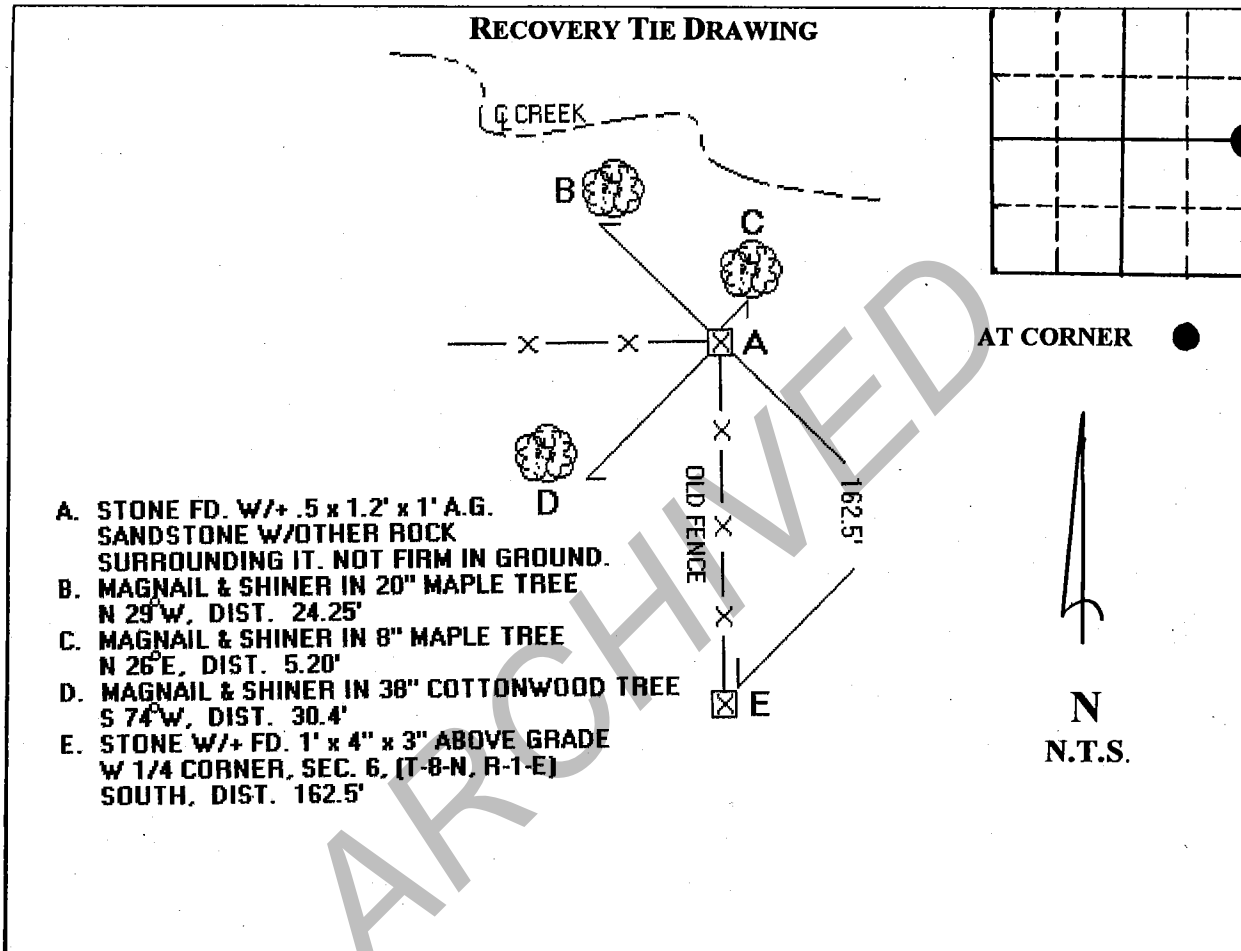 RECOVERY TIE DRAWING
℄ CREEK
B
C
A
AT CORNER
D
OLD FENCE
162.5'
E
A. STONE FD. W/+ .5 x 1.2' x 1' A.G.
SANDSTONE W/OTHER ROCK
SURROUNDING IT. NOT FIRM IN GROUND.
B. MAGNAIL & SHINER IN 20" MAPLE TREE
N 29°W, DIST. 24.25'
C. MAGNAIL & SHINER IN 8" MAPLE TREE
N 26°E, DIST. 5.20'
D. MAGNAIL & SHINER IN 38" COTTONWOOD TREE
S 74°W, DIST. 30.4'
E. STONE W/+ FD. 1' x 4" x 3" ABOVE GRADE
W 1/4 CORNER, SEC. 6, (T-8-N, R-1-E)
SOUTH, DIST. 162.5'
N
N.T.S.
ARCHIVED